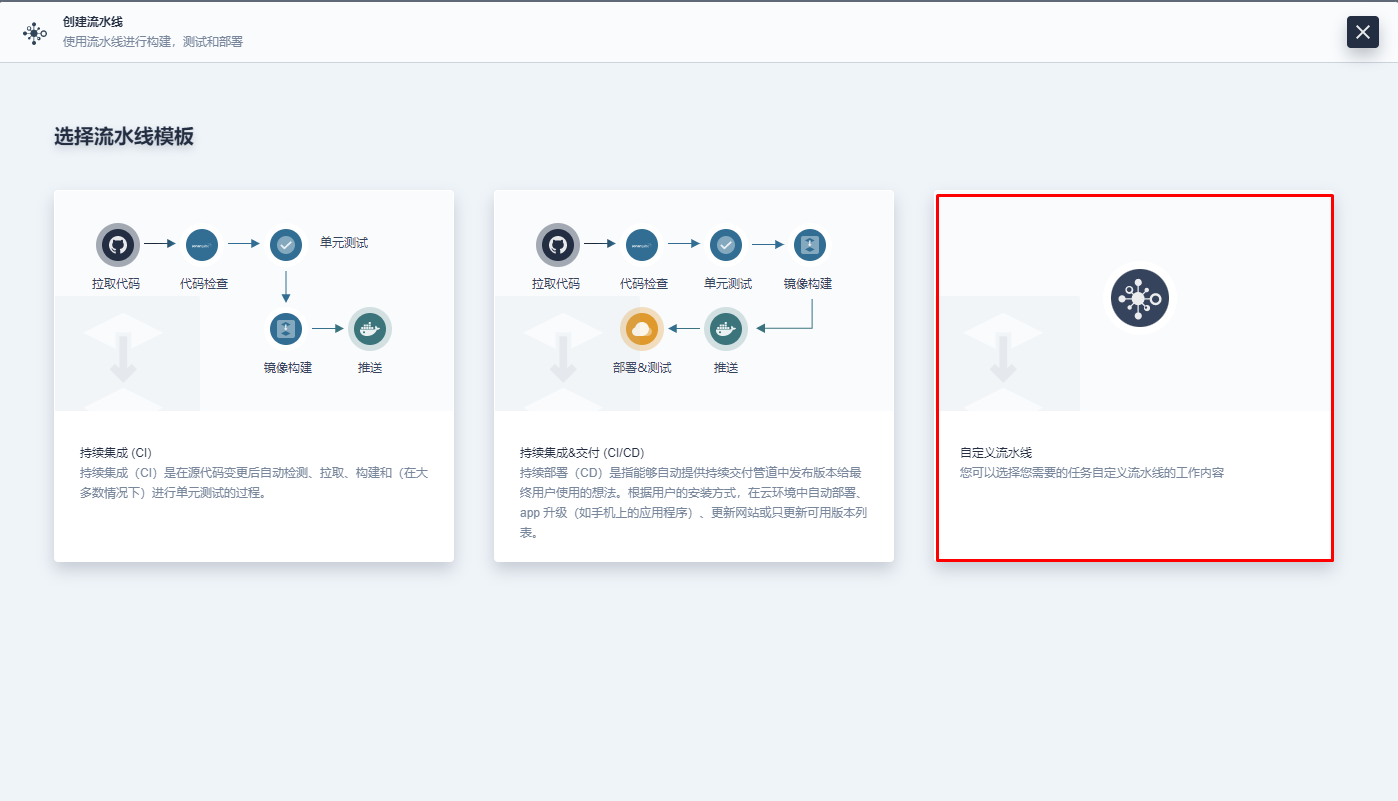 创建流水线
使用流水线进行构建，测试和部署
选择流水线模板
拉取代码
代码检查
单元测试
镜像构建
推送
持续集成 (CI)
持续集成（CI）是在源代码变更后自动检测、拉取、构建和（在大
多数情况下）进行单元测试的过程。
拉取代码
代码检查
单元测试
镜像构建
部署&测试
推送
持续集成&交付 (CI/CD)
持续部署（CD）是指能够自动提供持续交付管道中发布版本给最
终用户使用的想法。根据用户的安装方式，在云环境中自动部署、
app 升级（如手机上的应用程序）、更新网站或只更新可用版本列
表。
自定义流水线
您可以选择您需要的任务自定义流水线的工作内容